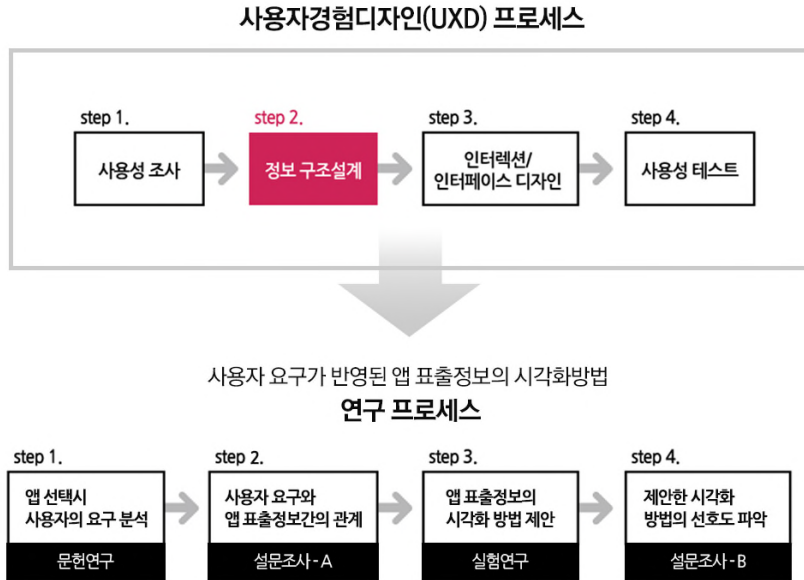 사용자경험디자인(UXD) 프로세스
step 1.
사용성 조사
step 2.
정보 구조설계
step 3.
인터렉션/
인터페이스 디자인
step 4.
사용성 테스트
사용자 요구가 반영된 앱 표출정보의 시각화방법
연구 프로세스
step 1.
앱 선택시
사용자의 요구 분석
문헌연구
step 2.
사용자 요구와
앱 표출정보간의 관계
설문조사-A
step 3.
앱 표출정보의
시각화 방법 제안
실험연구
step 4.
제안한 시각화
방법의 선호도 파악
설문조사-B